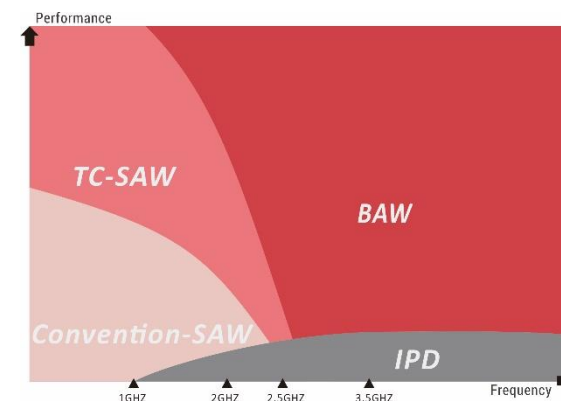 Performance
TC-SAW
BAW
Convention-SAW
IPD
1GHZ 2GHZ 2.5GHZ 3.5GHZ Frequency